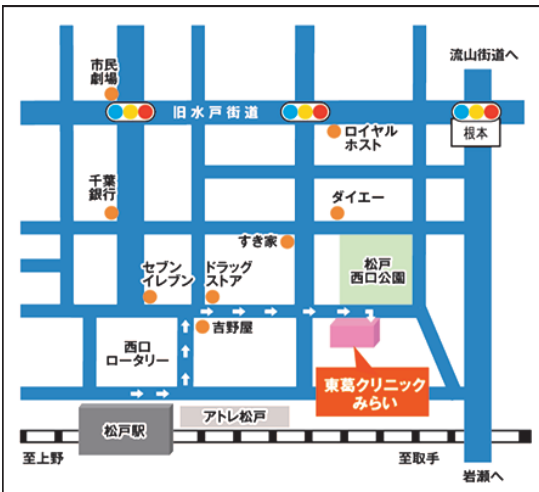 流山街道へ
市民
劇場
旧水戸街道
ロイヤル
ホスト
根本
千葉
銀行
ダイエー
すき家
松戸
西口公園
セブン
イレブン
ドラッグ
ストア
吉野屋
西口
ロータリー
東葛クリニック
みらい
アトレ松戸
松戸駅
至上野
至取手
岩瀬へ